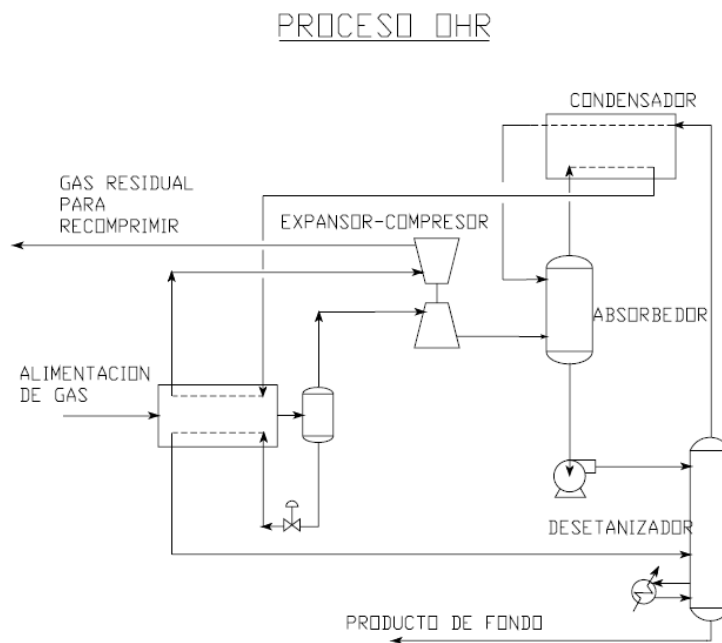 PROCESO OHR
CONDENSADOR
GAS RESIDUAL
PARA
RECOMPRIMIR
EXPANSOR-COMPRESOR
ABSORBEDOR
ALIMENTACION
DE GAS
DESETANIZADOR
PRODUCTO DE FONDO